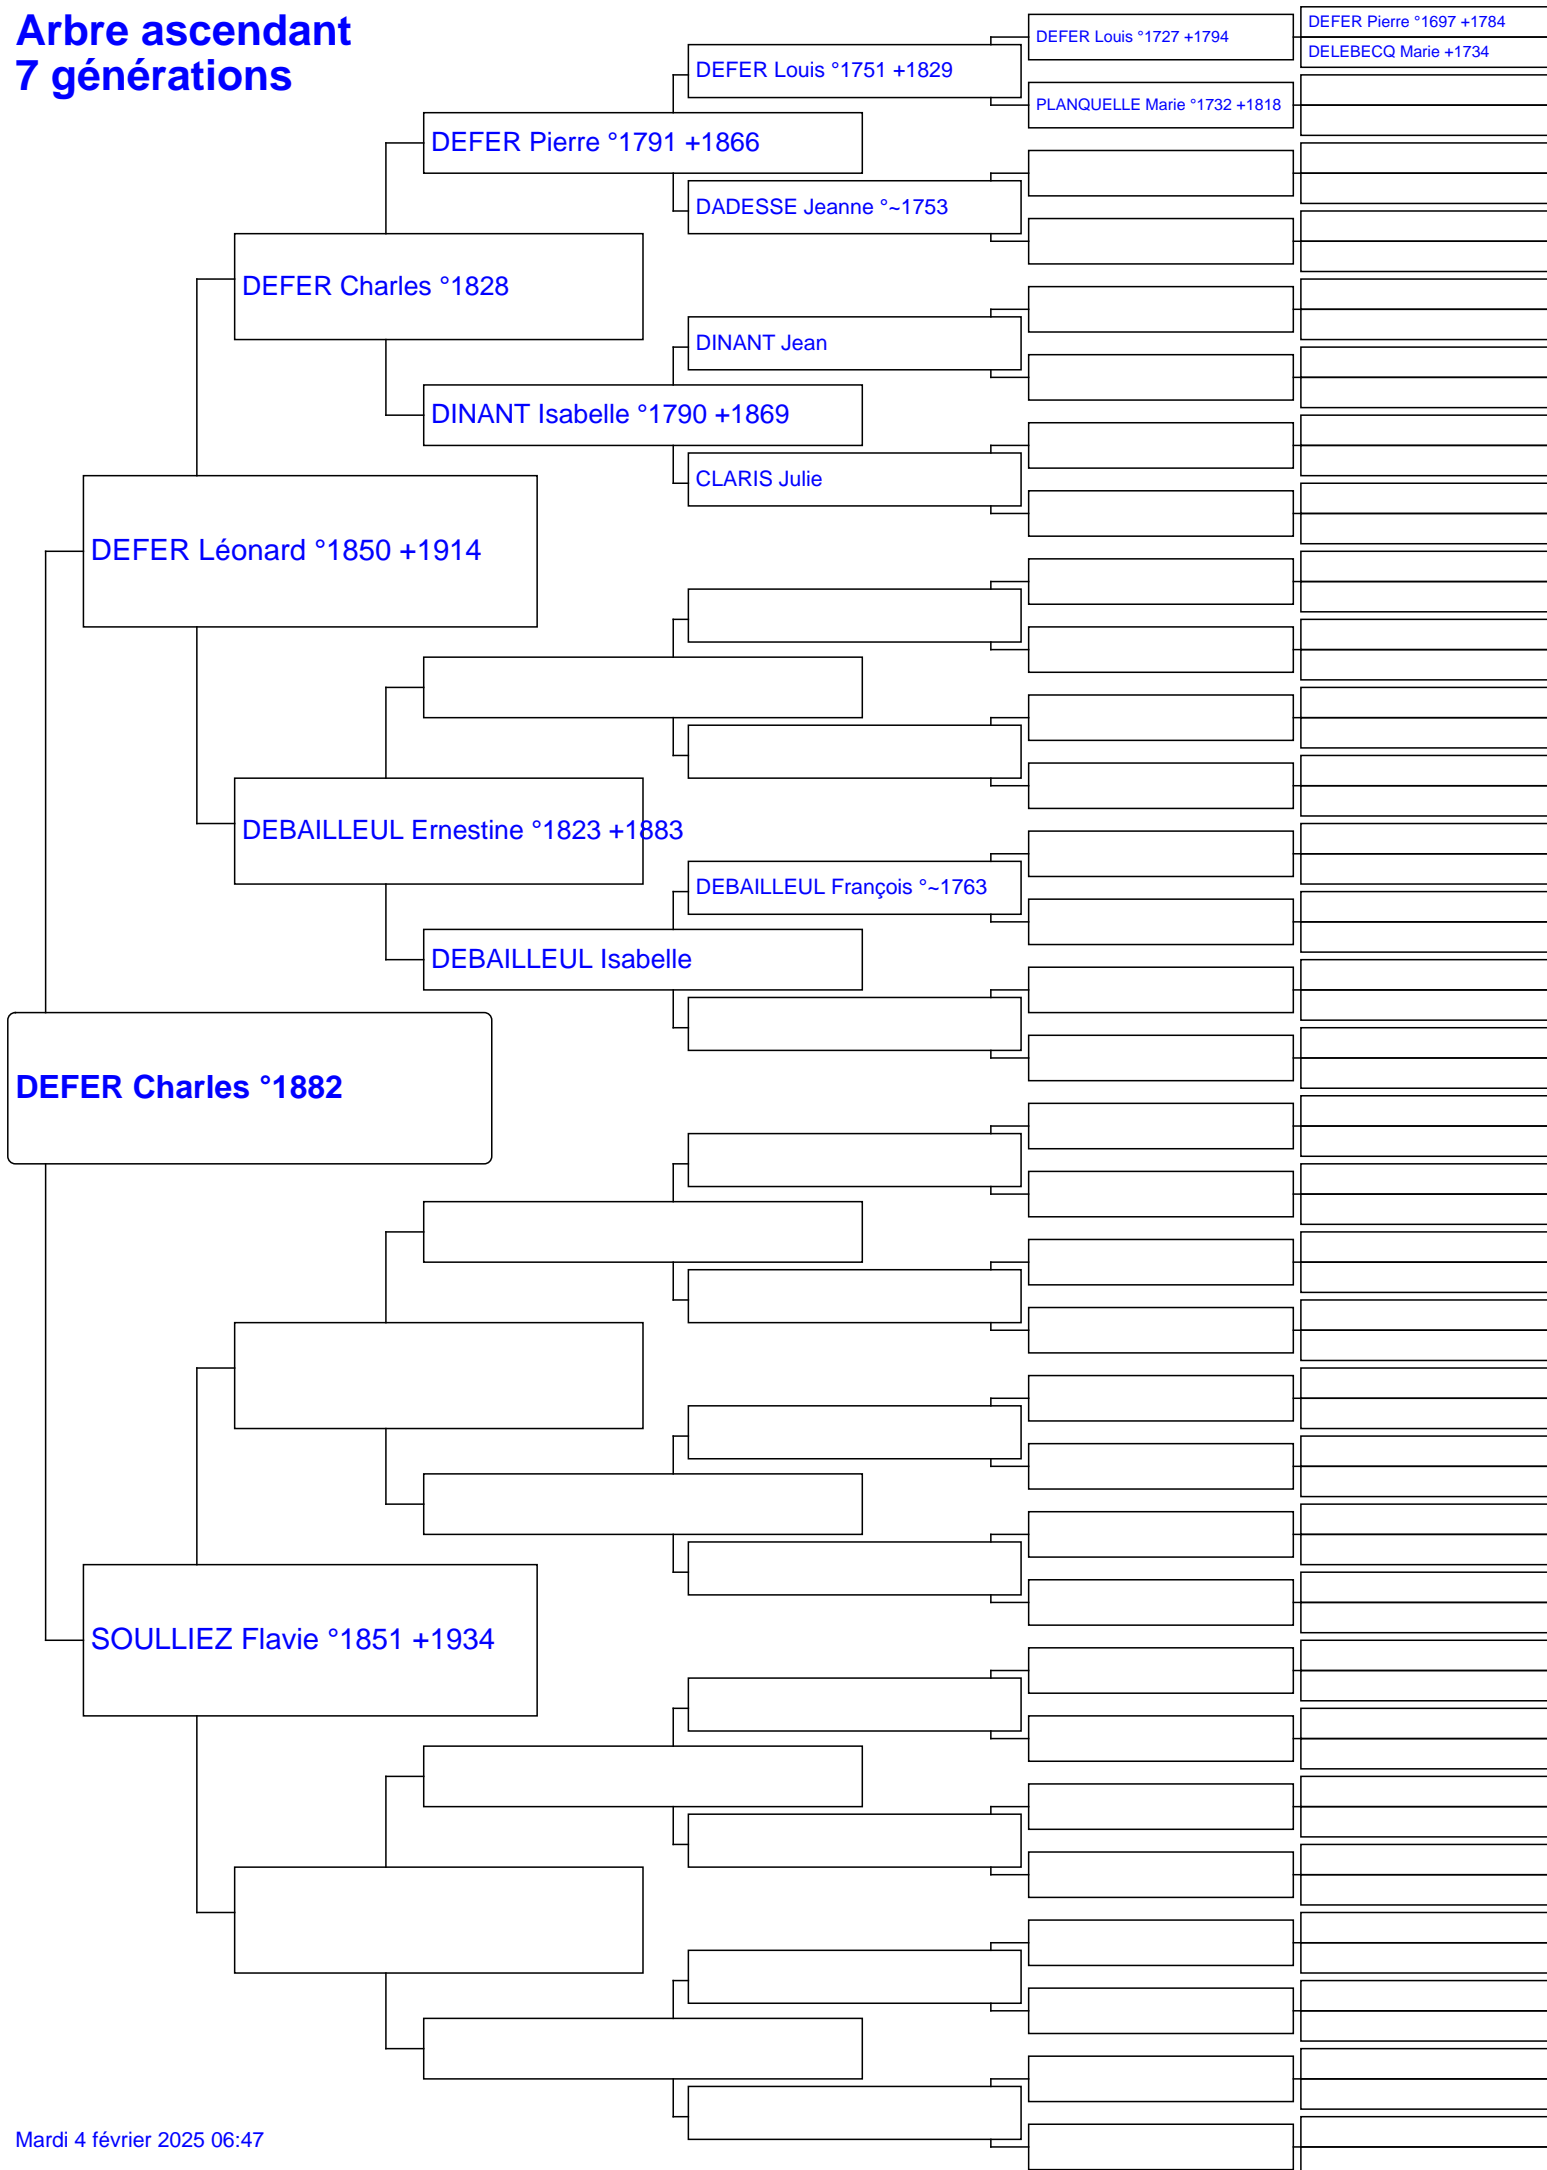 Arbre ascendant
7 générations
DEFER Pierre °1697 +1784
DEFER Louis °1727 +1794
DELEBECQ Marie +1734
DEFER Louis °1751 +1829
PLANQUELLE Marie °1732 +1818
DEFER Pierre °1791 +1866
DADESSE Jeanne °~1753
DEFER Charles °1828
DINANT Jean
DINANT Isabelle °1790 +1869
CLARIS Julie
DEFER Léonard °1850 +1914
DEBAILLEUL Ernestine °1823 +1883
DEBAILLEUL François °~1763
DEBAILLEUL Isabelle
DEFER Charles °1882
SOULLIEZ Flavie °1851 +1934
Mardi 4 février 2025 06:47